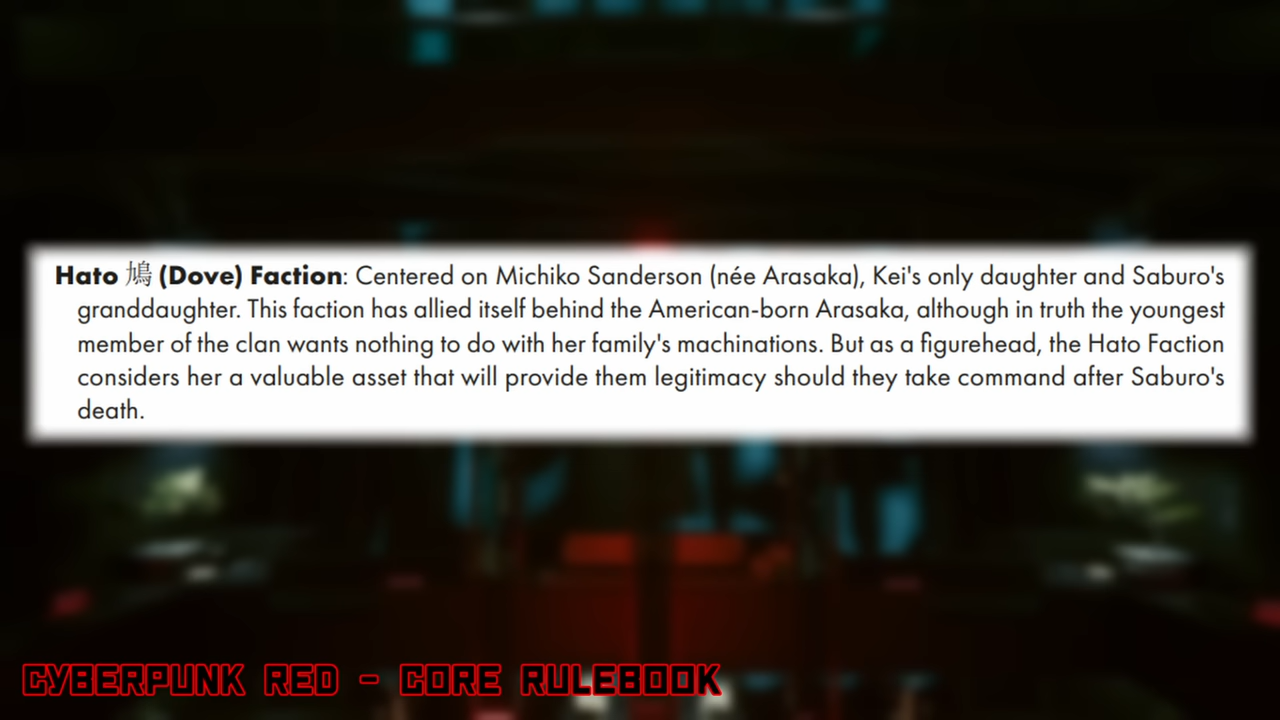 Hato 鳩 (Dove) Faction: Centered on Michiko Sanderson (née Arasaka), Kei's only daughter and Saburo's
granddaughter. This faction has allied itself behind the American-born Arasaka, although in truth the youngest
member of the clan wants nothing to do with her family's machinations. But as a figurehead, the Hato Faction
considers her a valuable asset that will provide them legitimacy should they take command after Saburo's
death.
CYBERPUNK RED - CORE RULEBOOK